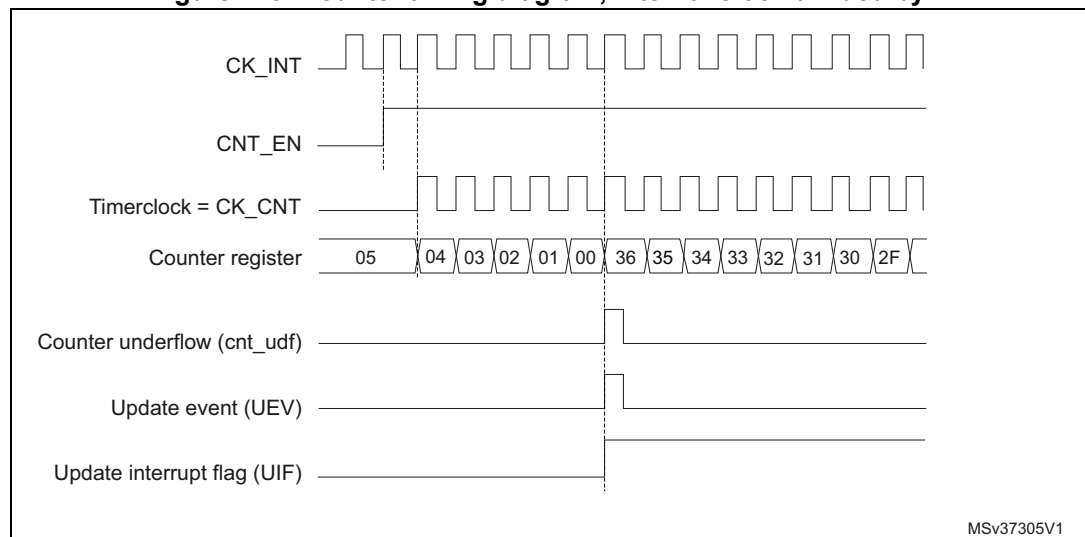 CK_INT
CNT_EN
Timerclock = CK_CNT
Counter register 05 04 03 02 01 00 36 35 34 33 32 31 30 2F
Counter underflow (cnt_udf)
Update event (UEV)
Update interrupt flag (UIF)
MSv37305V1